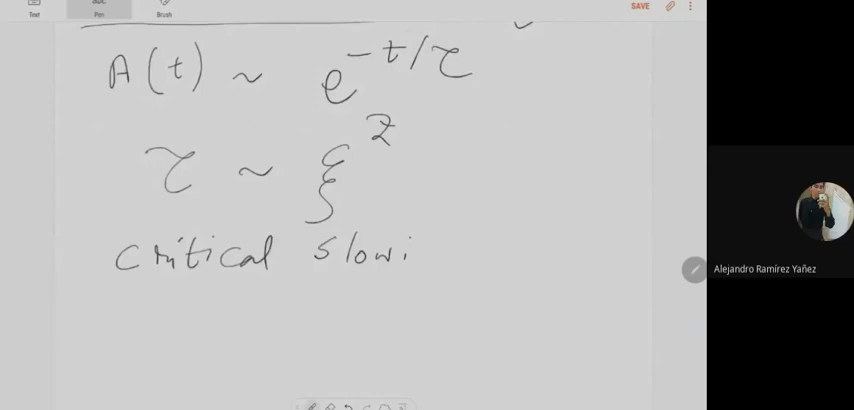 SAVE
Text Pen Brush
A(t) ~ e^{-t/τ}
τ ~ ξ^z
critical slowi
Alejandro Ramírez Yañez